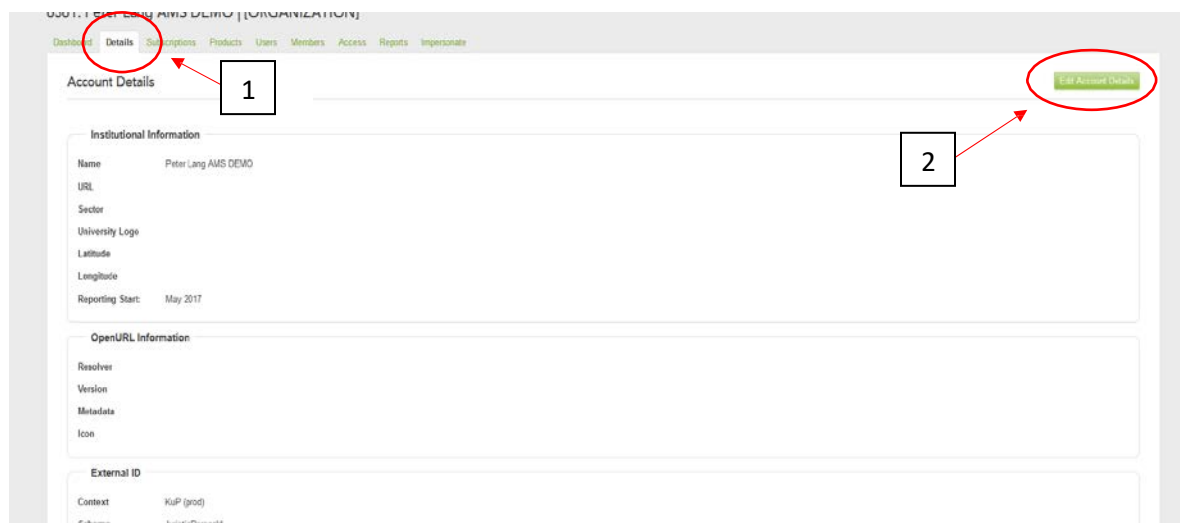 6561: Peter Lang AMS DEMO | [ORGANIZATION]
Dashboard Details Subscriptions Products Users Members Access Reports Impersonate
1
Account Details
Edit Account Details
2
Institutional Information
Name Peter Lang AMS DEMO
URL
Sector
University Logo
Latitude
Longitude
Reporting Start: May 2017
OpenURL Information
Resolver
Version
Metadata
Icon
External ID
Context KuP (prod)